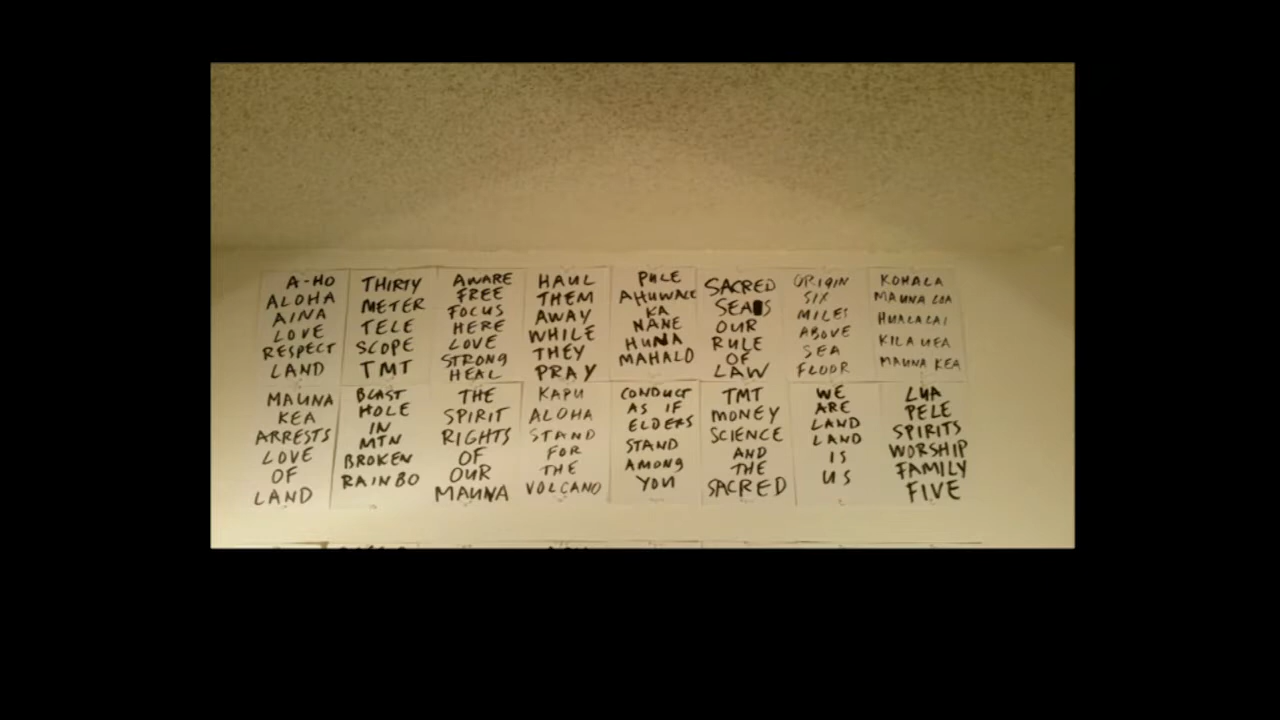 A-HO
ALOHA
AINA
LOVE
RESPECT
LAND
THIRTY
METER
TELE
SCOPE
TMT
AWARE
FREE
FOCUS
HERE
LOVE
STRONG
HEAL
HAUL
THEM
AWAY
WHILE
THEY
PRAY
PULE
AHUWALE
KA
NANE
HUNA
MAHALO
SACRED
SEA
OUR
RULE
OF
LAW
ORIGIN
SIX
MILES
ABOVE
SEA
FLOOR
KOHALA
MAUNA LOA
HUALALAI
KILAUEA
MAUNA KEA
MAUNA
KEA
ARRESTS
LOVE
OF
LAND
BLAST
HOLE
IN
MTN
BROKEN
RAINBO
THE
SPIRIT
RIGHTS
OF
OUR
MAUNA
KAPU
ALOHA
STAND
FOR
THE
VOLCANO
CONDUCT
AS IF
ELDERS
STAND
AMONG
YOU
TMT
MONEY
SCIENCE
AND
THE
SACRED
WE
ARE
LAND
LAND
IS
US
LUA
PELE
SPIRITS
WORSHIP
FAMILY
FIVE